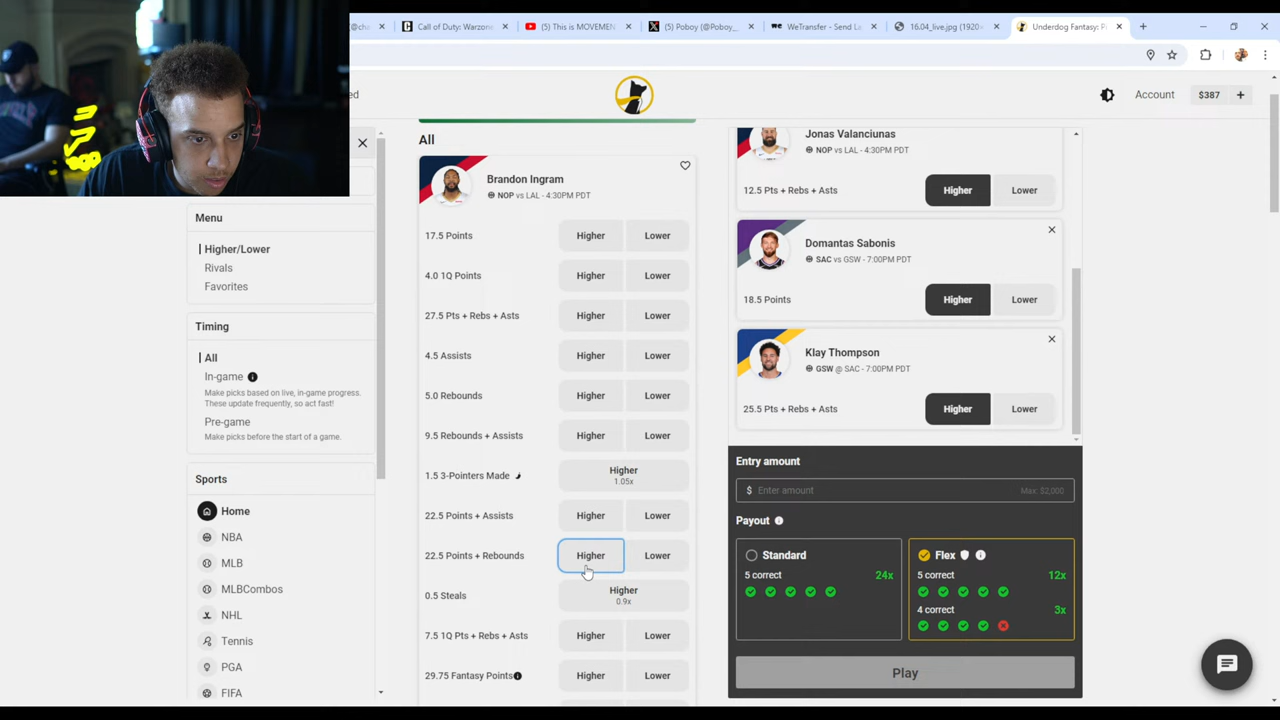 @cha
Call of Duty: Warzon
(5) This is MOVEMEN
(5) Poboy (@Poboy_
WeTransfer - Send La
16.04_live.jpg (1920×
Underdog Fantasy: P
ed
Account
$387
+
All
Brandon Ingram
NOP vs LAL - 4:30PM PDT
17.5 Points Higher Lower
4.0 1Q Points Higher Lower
27.5 Pts + Rebs + Asts Higher Lower
4.5 Assists Higher Lower
5.0 Rebounds Higher Lower
9.5 Rebounds + Assists Higher Lower
1.5 3-Pointers Made Higher
1.05x
22.5 Points + Assists Higher Lower
22.5 Points + Rebounds Higher Lower
0.5 Steals Higher
0.9x
7.5 1Q Pts + Rebs + Asts Higher Lower
29.75 Fantasy Points Higher Lower
Menu
Higher/Lower
Rivals
Favorites
Timing
All
In-game
Make picks based on live, in-game progress.
These update frequently, so act fast!
Pre-game
Make picks before the start of a game.
Sports
Home
NBA
MLB
MLBCombos
NHL
Tennis
PGA
FIFA
Jonas Valanciunas
NOP vs LAL - 4:30PM PDT
12.5 Pts + Rebs + Asts Higher Lower
Domantas Sabonis
SAC vs GSW - 7:00PM PDT
18.5 Points Higher Lower
Klay Thompson
GSW @ SAC - 7:00PM PDT
25.5 Pts + Rebs + Asts Higher Lower
Entry amount
$ Enter amount Max: $2,000
Payout
Standard
5 correct 24x
Flex
5 correct 12x
4 correct 3x
Play